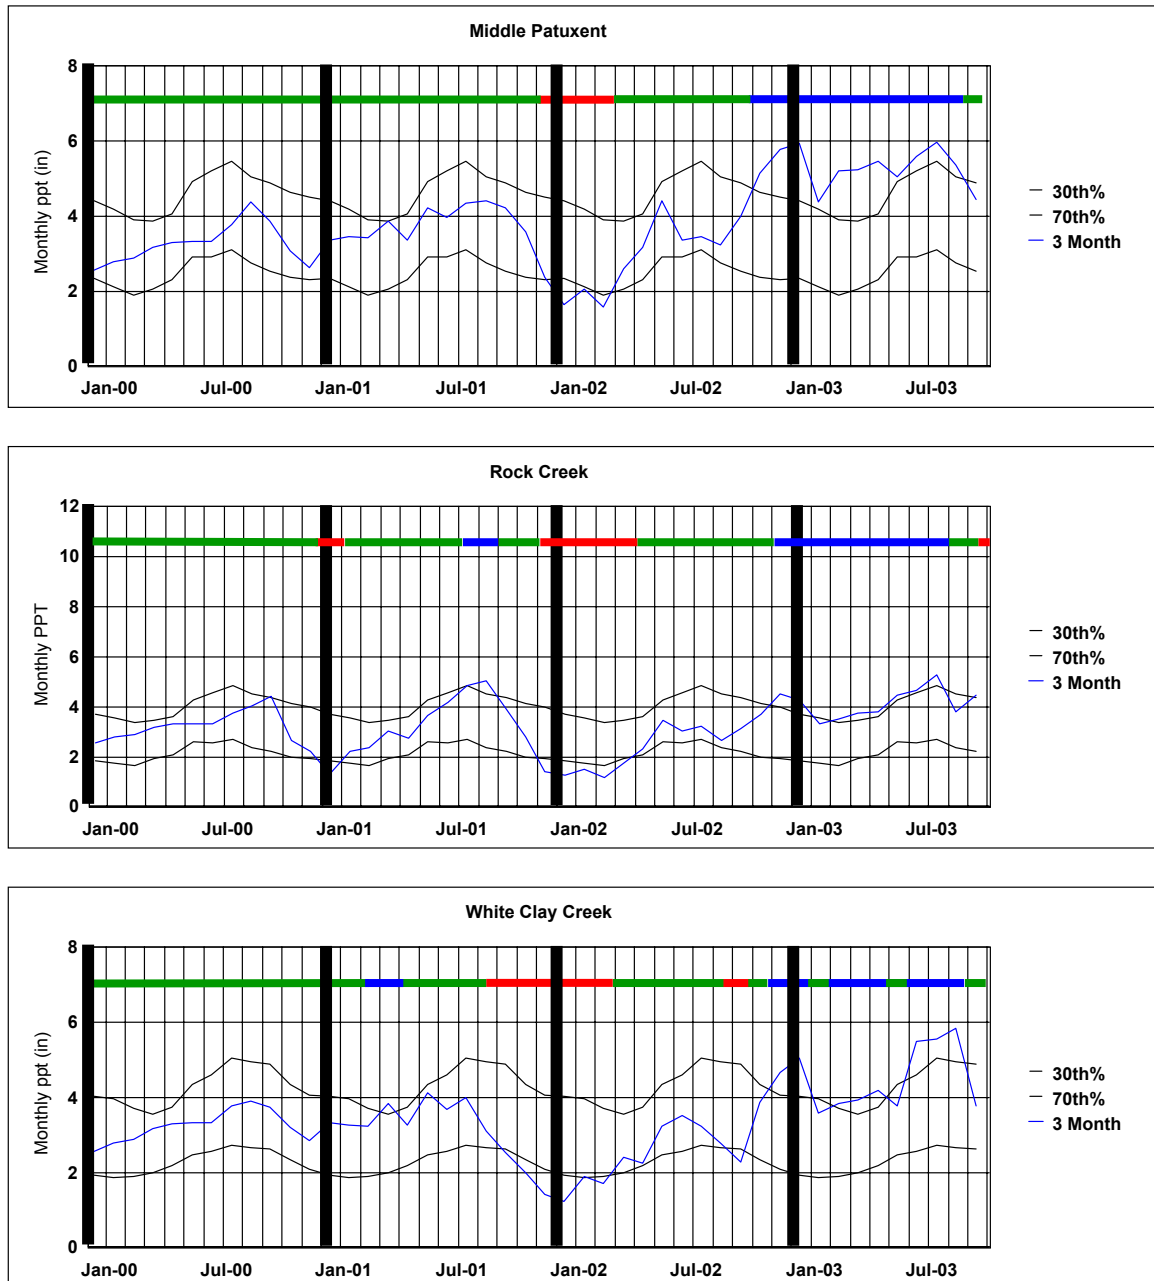 Middle Patuxent
8
6
4
2
0
Monthly ppt (in)
Jan-00 Jul-00 Jan-01 Jul-01 Jan-02 Jul-02 Jan-03 Jul-03
30th%
70th%
3 Month
Rock Creek
12
10
8
6
4
2
0
Monthly PPT
Jan-00 Jul-00 Jan-01 Jul-01 Jan-02 Jul-02 Jan-03 Jul-03
30th%
70th%
3 Month
White Clay Creek
8
6
4
2
0
Monthly ppt (in)
Jan-00 Jul-00 Jan-01 Jul-01 Jan-02 Jul-02 Jan-03 Jul-03
30th%
70th%
3 Month